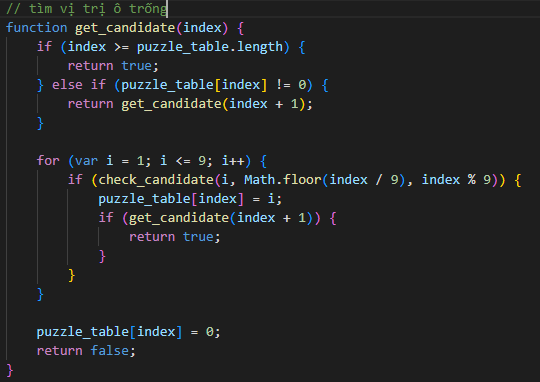 // tìm vị trị ô trống
function get_candidate(index) {
    if (index >= puzzle_table.length) {
        return true;
    } else if (puzzle_table[index] != 0) {
        return get_candidate(index + 1);
    }

    for (var i = 1; i <= 9; i++) {
        if (check_candidate(i, Math.floor(index / 9), index % 9)) {
            puzzle_table[index] = i;
            if (get_candidate(index + 1)) {
                return true;
            }
        }
    }

    puzzle_table[index] = 0;
    return false;
}